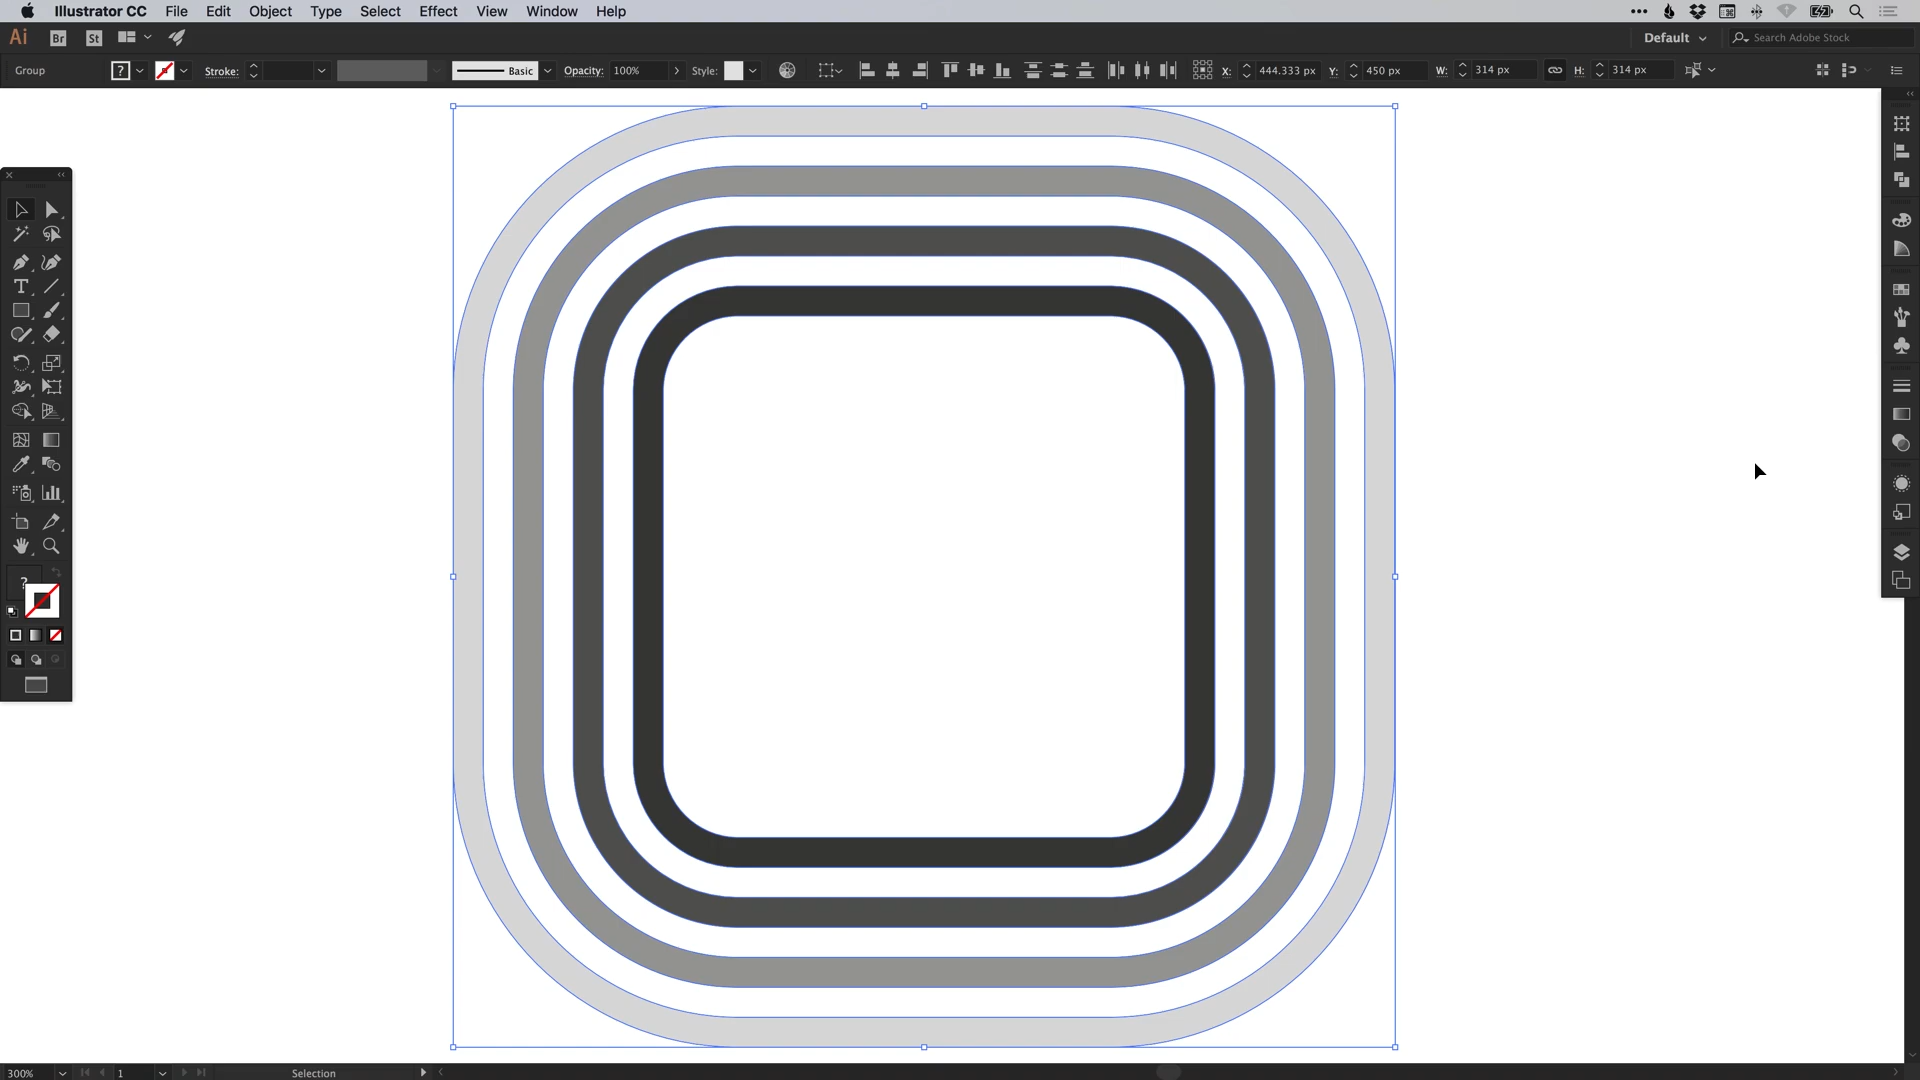 Illustrator CC File Edit Object Type Select Effect View Window Help
Ai Br St Default Search Adobe Stock
Group ? Stroke: Basic Opacity: 100% Style: X: 444.333 px Y: 450 px W: 314 px H: 314 px
T
?
300% 1 Selection